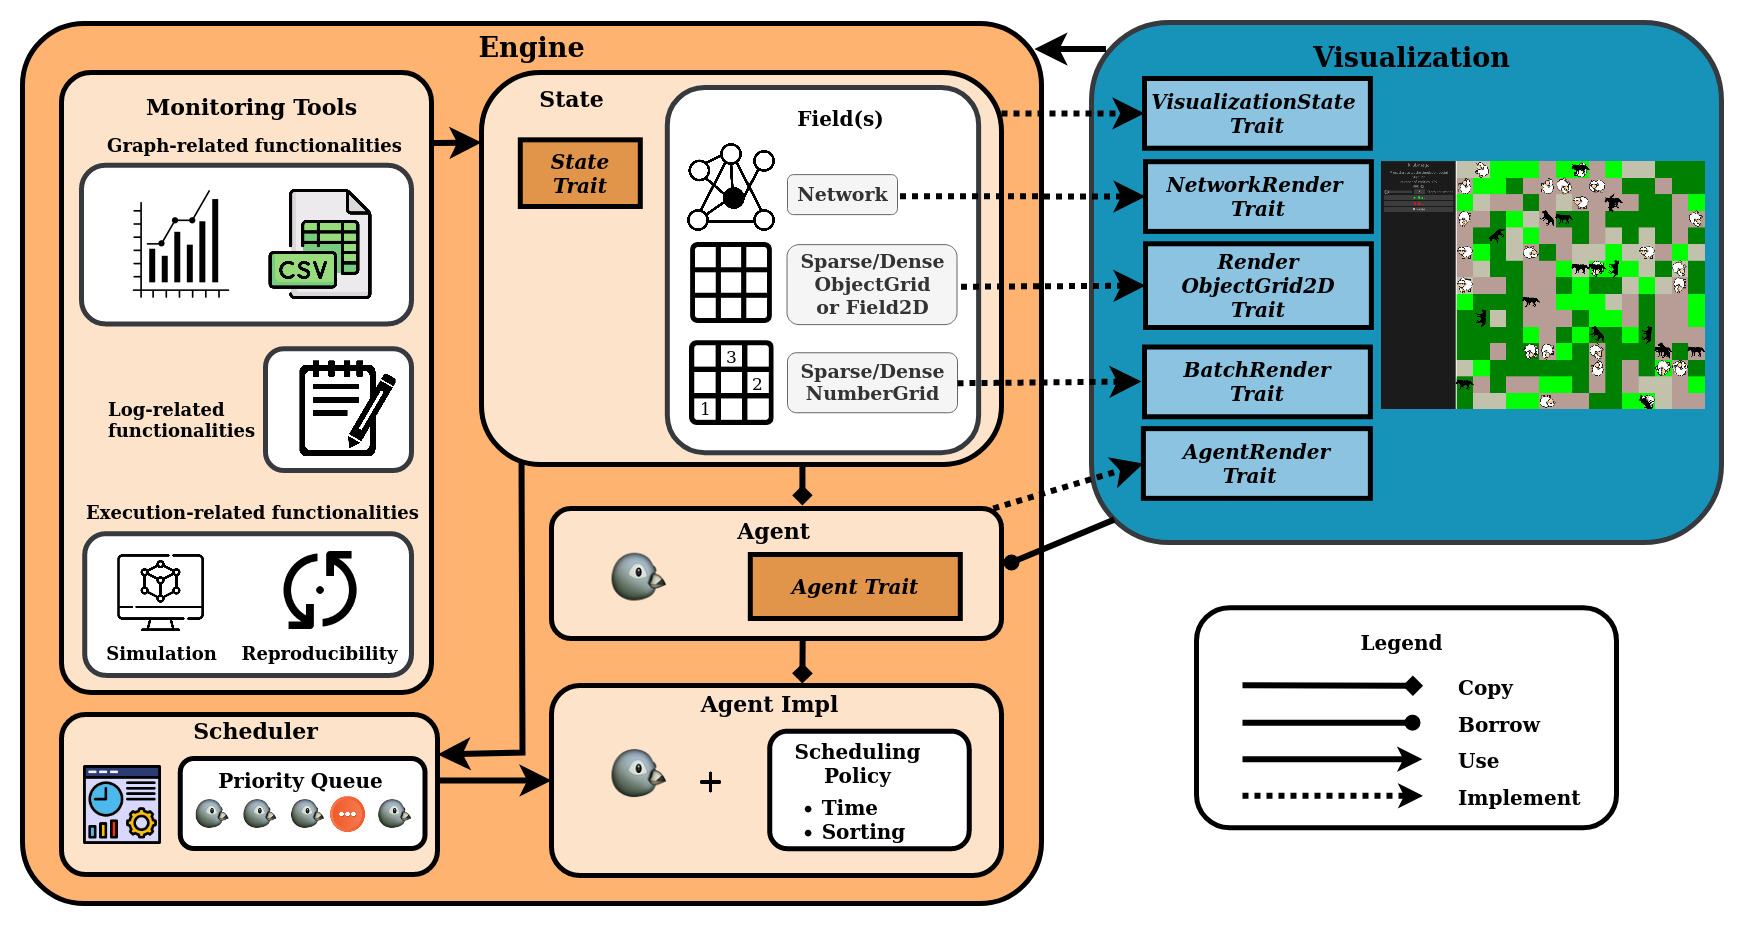 Engine
Monitoring Tools
Graph-related functionalities
CSV
Log-related
functionalities
Execution-related functionalities
Simulation
Reproducibility
Scheduler
Priority Queue
State
State
Trait
Field(s)
Network
Sparse/Dense
ObjectGrid
or Field2D
3
2
1
Sparse/Dense
NumberGrid
Agent
Agent Trait
Agent Impl
+
Scheduling
Policy
• Time
• Sorting
Visualization
VisualizationState
Trait
NetworkRender
Trait
Render
ObjectGrid2D
Trait
BatchRender
Trait
AgentRender
Trait
Legend
Copy
Borrow
Use
Implement